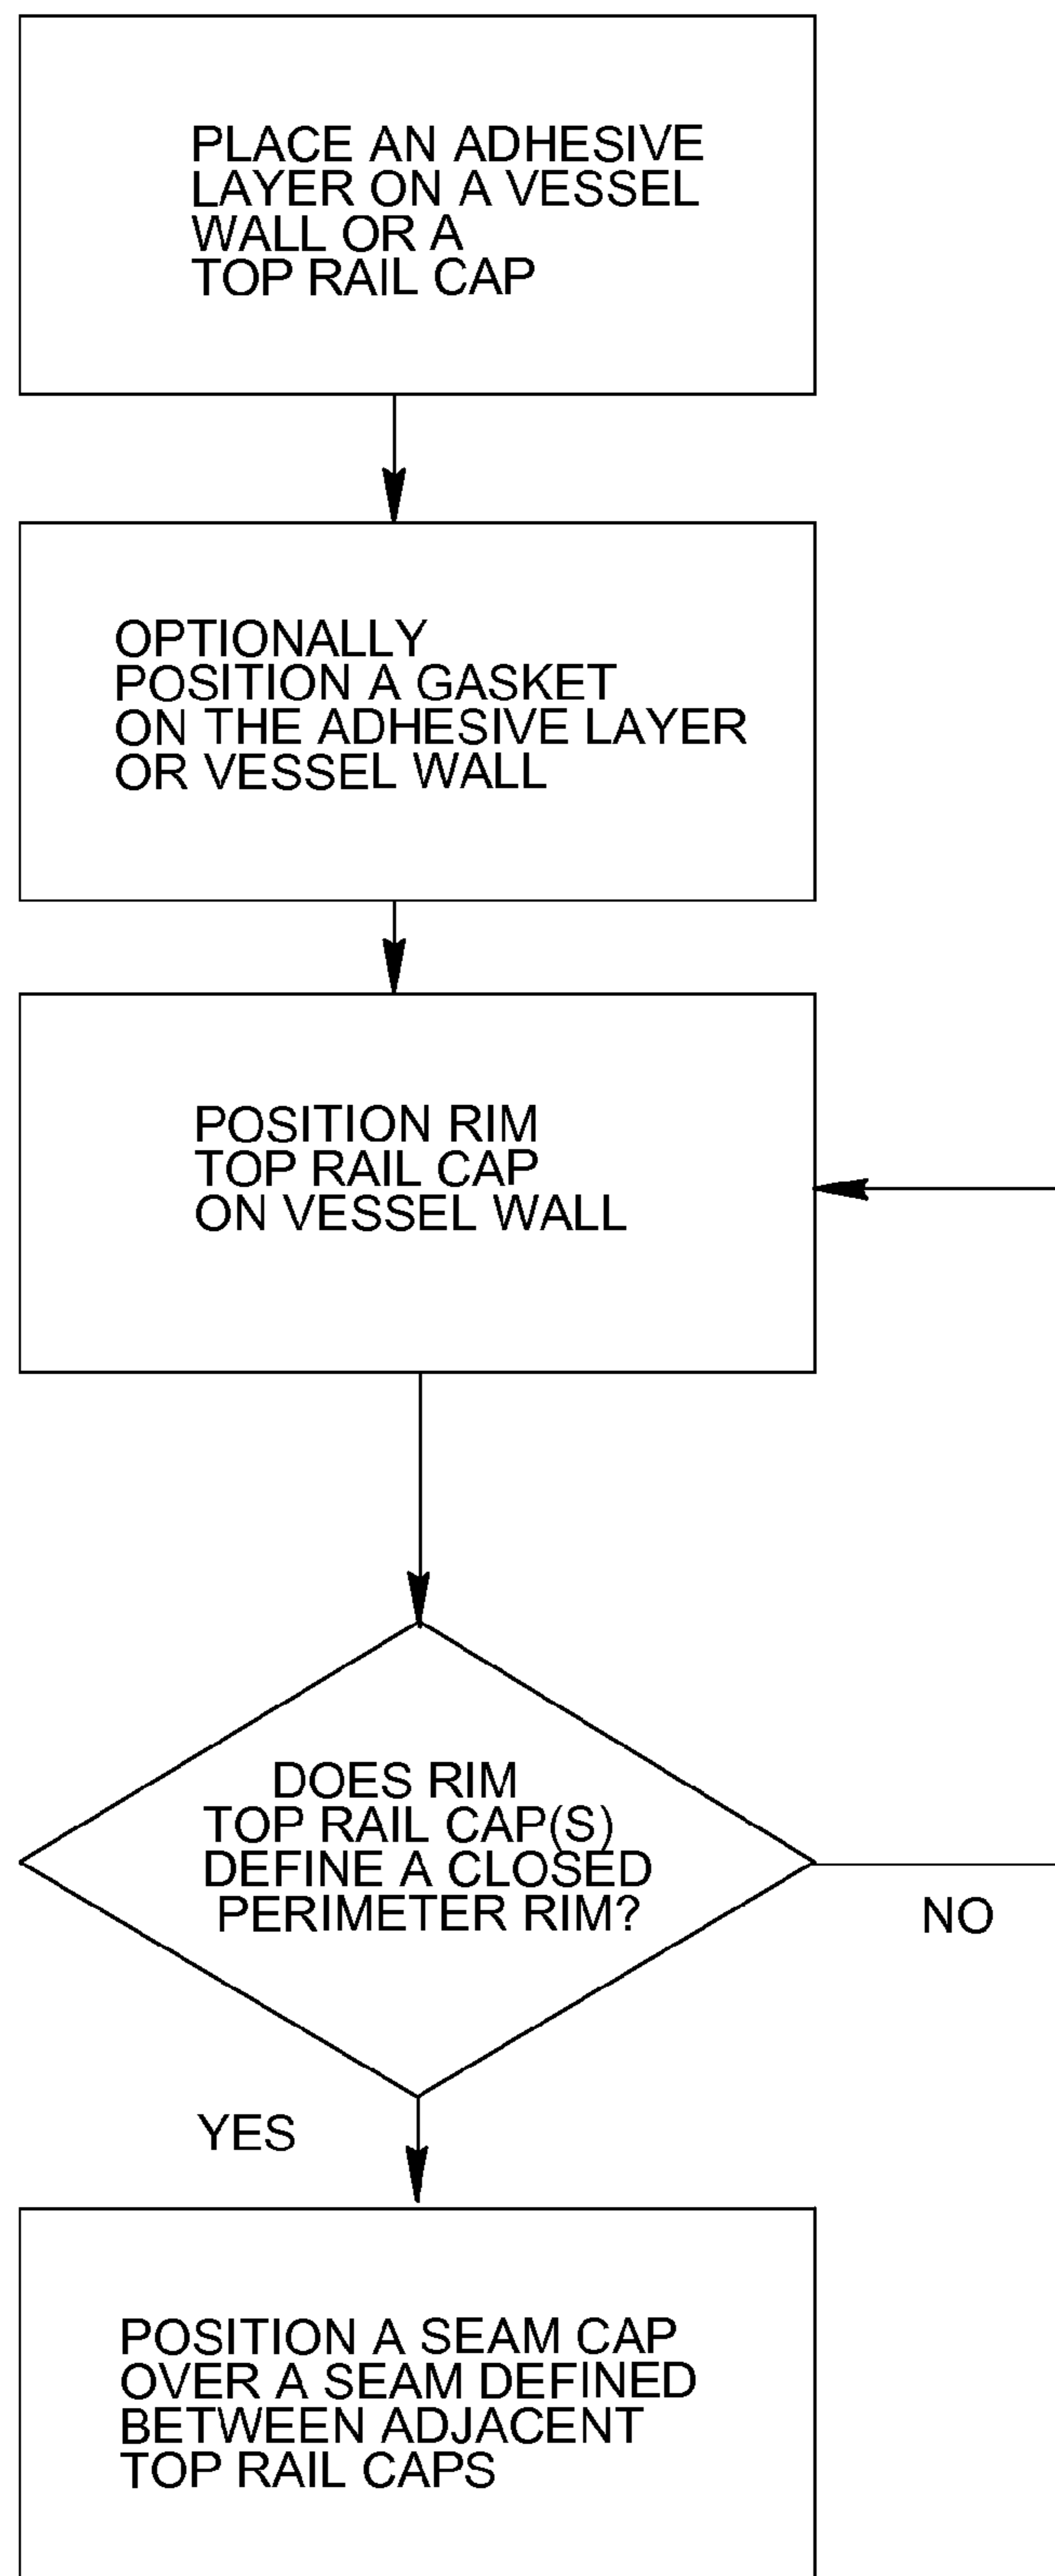 PLACE AN ADHESIVE
LAYER ON A VESSEL
WALL OR A
TOP RAIL CAP
OPTIONALLY
POSITION A GASKET
ON THE ADHESIVE LAYER
OR VESSEL WALL
POSITION RIM
TOP RAIL CAP
ON VESSEL WALL
DOES RIM
TOP RAIL CAP(S)
DEFINE A CLOSED
PERIMETER RIM?
NO
YES
POSITION A SEAM CAP
OVER A SEAM DEFINED
BETWEEN ADJACENT
TOP RAIL CAPS